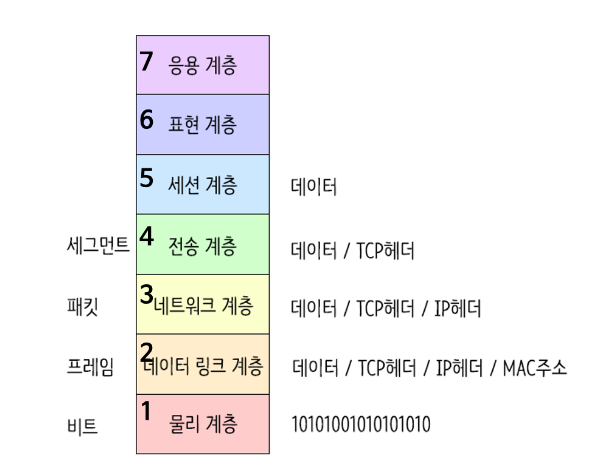 7 응용 계층
6 표현 계층
5 세션 계층 데이터
세그먼트 4 전송 계층 데이터 / TCP헤더
패킷 3 네트워크 계층 데이터 / TCP헤더 / IP헤더
프레임 2 데이터 링크 계층 데이터 / TCP헤더 / IP헤더 / MAC주소
비트 1 물리 계층 10101001010101010